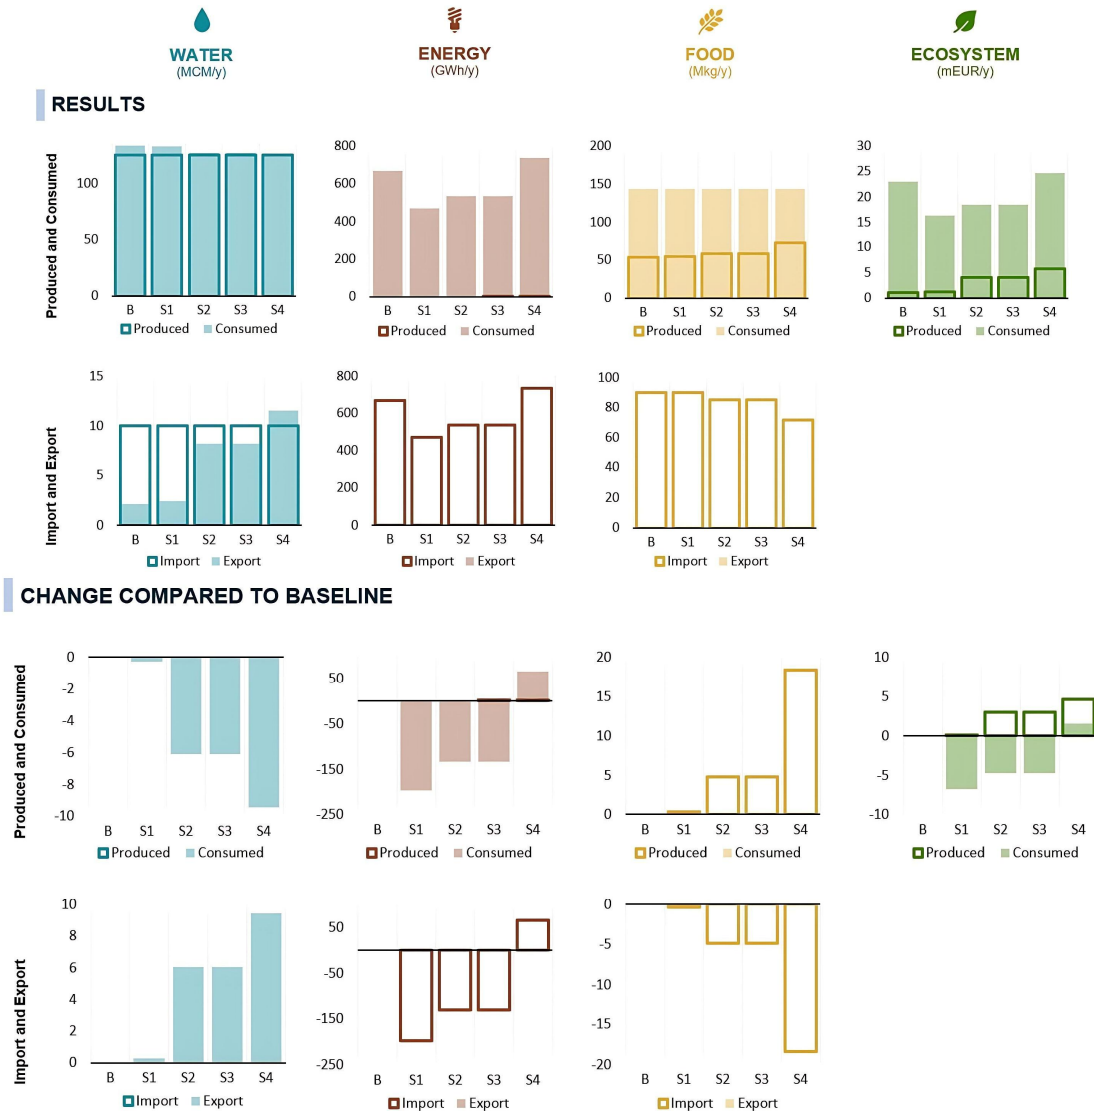 WATER ENERGY FOOD ECOSYSTEM
(MCM/y) (GWh/y) (Mkg/y) (mEUR/y)
RESULTS
Produced and Consumed
100
50
0
B S1 S2 S3 S4
Produced Consumed
800
600
400
200
0
B S1 S2 S3 S4
Produced Consumed
200
150
100
50
0
B S1 S2 S3 S4
Produced Consumed
30
25
20
15
10
5
0
B S1 S2 S3 S4
Produced Consumed
Import and Export
15
10
5
0
B S1 S2 S3 S4
Import Export
800
600
400
200
0
B S1 S2 S3 S4
Import Export
100
80
60
40
20
0
B S1 S2 S3 S4
Import Export
CHANGE COMPARED TO BASELINE
Produced and Consumed
0
-2
-4
-6
-8
-10
B S1 S2 S3 S4
Produced Consumed
50
-50
-150
-250
B S1 S2 S3 S4
Produced Consumed
20
15
10
5
0
B S1 S2 S3 S4
Produced Consumed
10
5
0
-5
-10
B S1 S2 S3 S4
Produced Consumed
Import and Export
10
8
6
4
2
0
B S1 S2 S3 S4
Import Export
50
-50
-150
-250
B S1 S2 S3 S4
Import Export
0
-5
-10
-15
-20
B S1 S2 S3 S4
Import Export